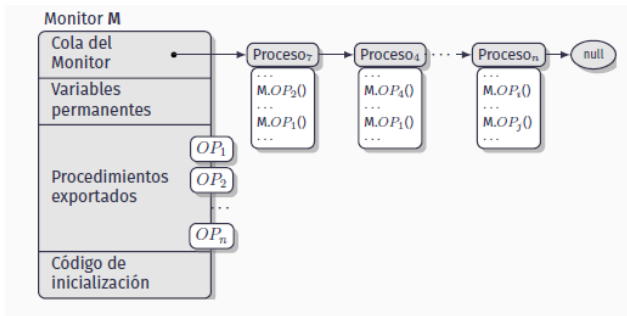 Monitor M
Cola del
Monitor
Variables
permanentes
Procedimientos
exportados
Código de
inicialización
OP₁
OP₂
...
OPₙ
Proceso₇
...
M.OP₂()
...
M.OP₁()
...
Proceso₄
...
M.OP₄()
...
M.OP₁()
...
...
Procesoₙ
...
M.OPᵢ()
...
M.OPⱼ()
...
null